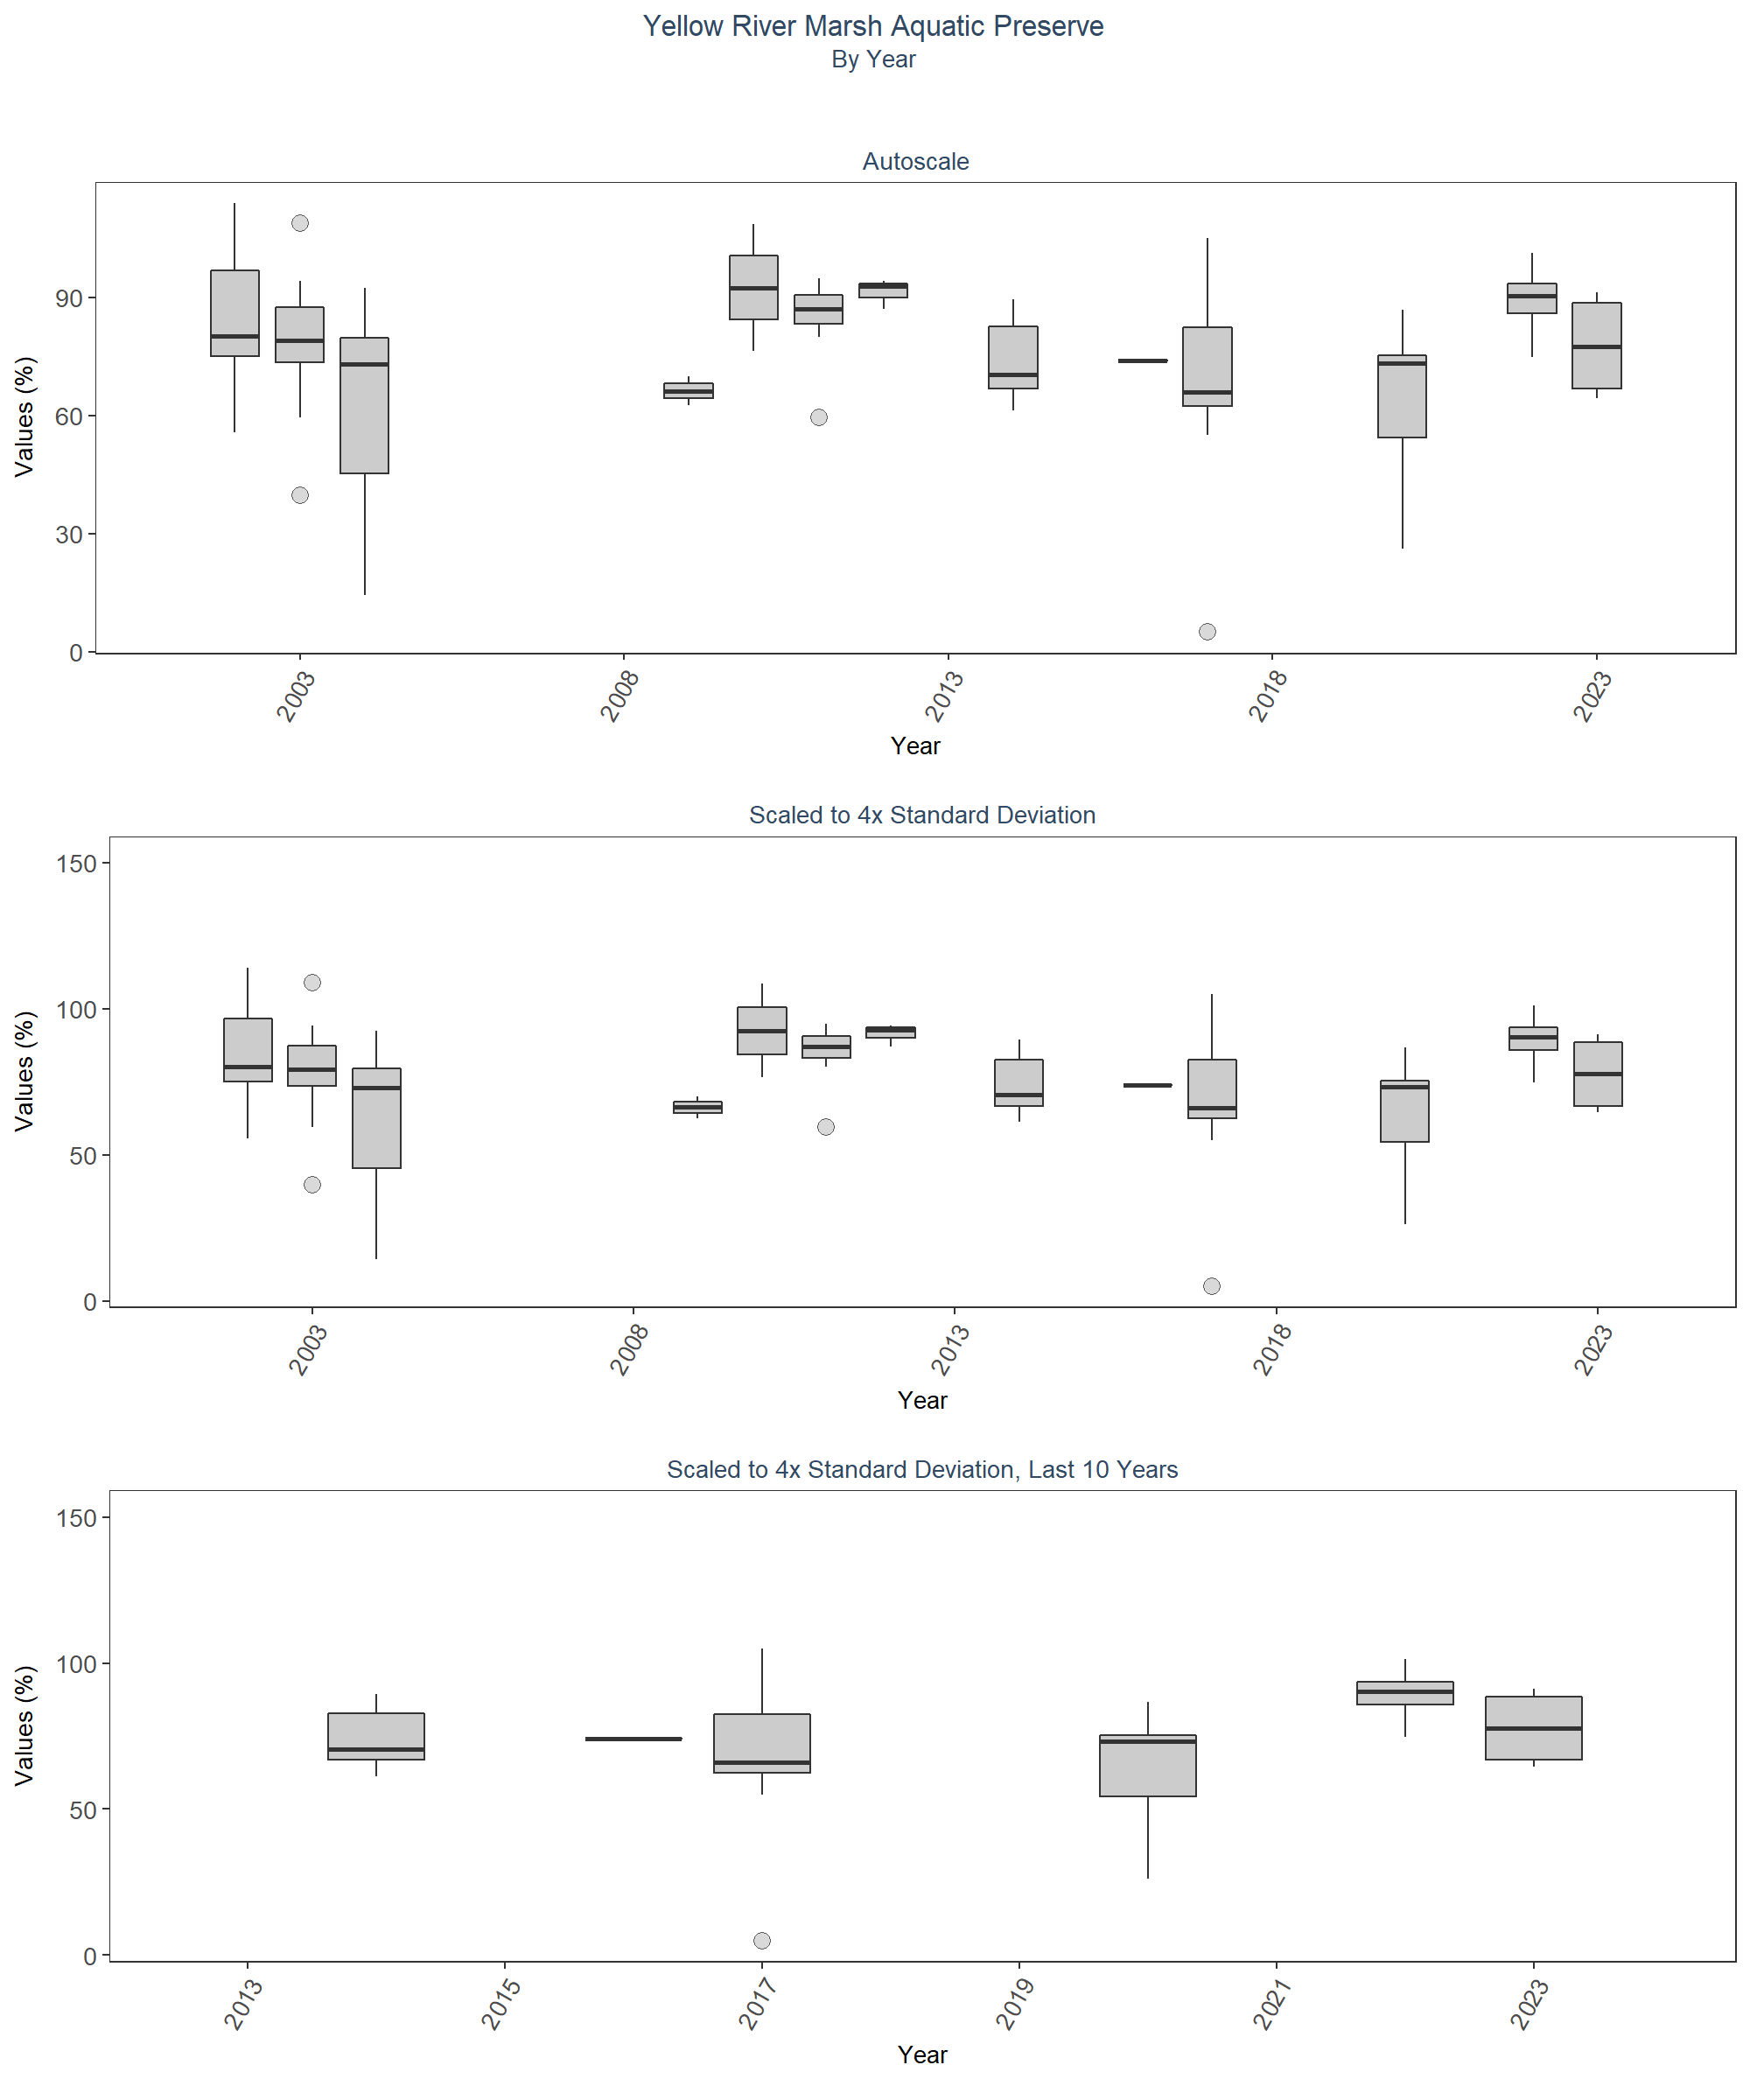 Yellow River Marsh Aquatic Preserve
By Year
Autoscale
Values (%)
90
60
30
0
2003 2008 2013 2018 2023
Year
Scaled to 4x Standard Deviation
Values (%)
150
100
50
0
2003 2008 2013 2018 2023
Year
Scaled to 4x Standard Deviation, Last 10 Years
Values (%)
150
100
50
0
2013 2015 2017 2019 2021 2023
Year